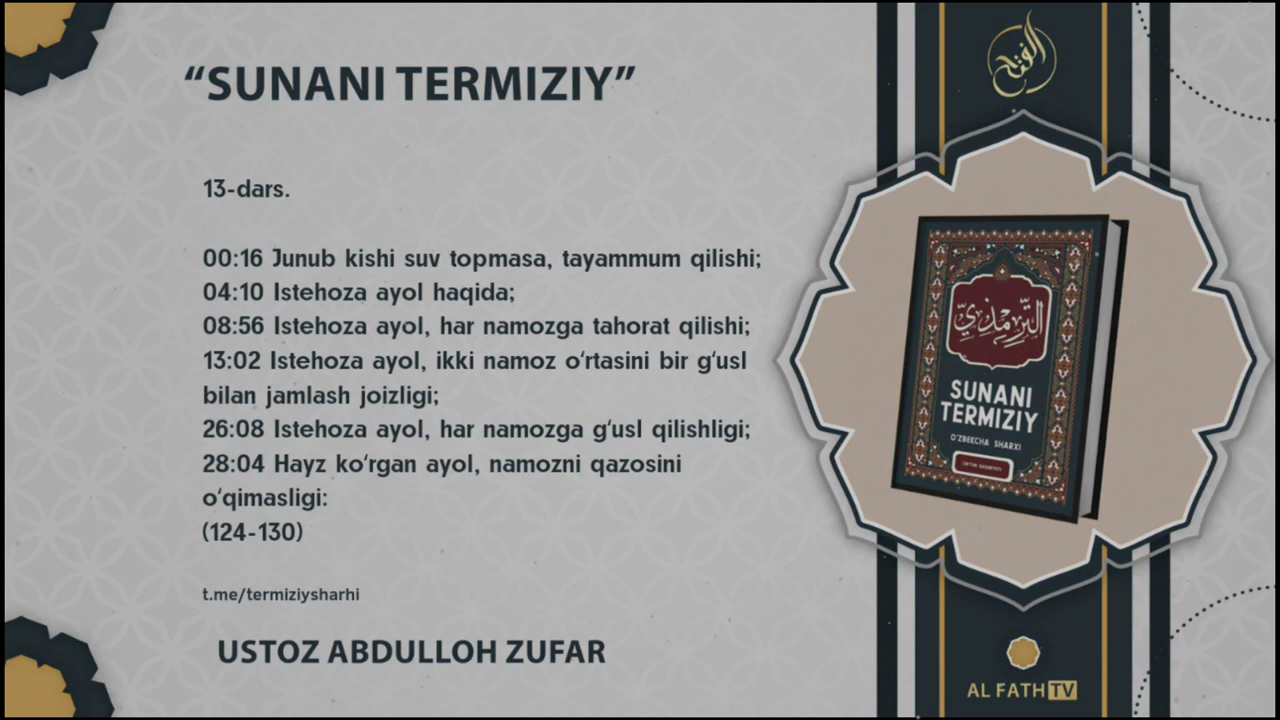 “SUNANI TERMIZIY”
13-dars.
00:16 Junub kishi suv topmasa, tayammum qilishi;
04:10 Istehoza ayol haqida;
08:56 Istehoza ayol, har namozga tahorat qilishi;
13:02 Istehoza ayol, ikki namoz o‘rtasini bir g‘usl
bilan jamlash joizligi;
26:08 Istehoza ayol, har namozga g‘usl qilishligi;
28:04 Hayz ko‘rgan ayol, namozni qazosini
o‘qimasligi:
(124-130)
t.me/termiziysharhi
USTOZ ABDULLOH ZUFAR
الفتح
التِّرْمِذِيّ
SUNANI
TERMIZIY
O‘ZBEKCHA SHARXI
AL FATH TV